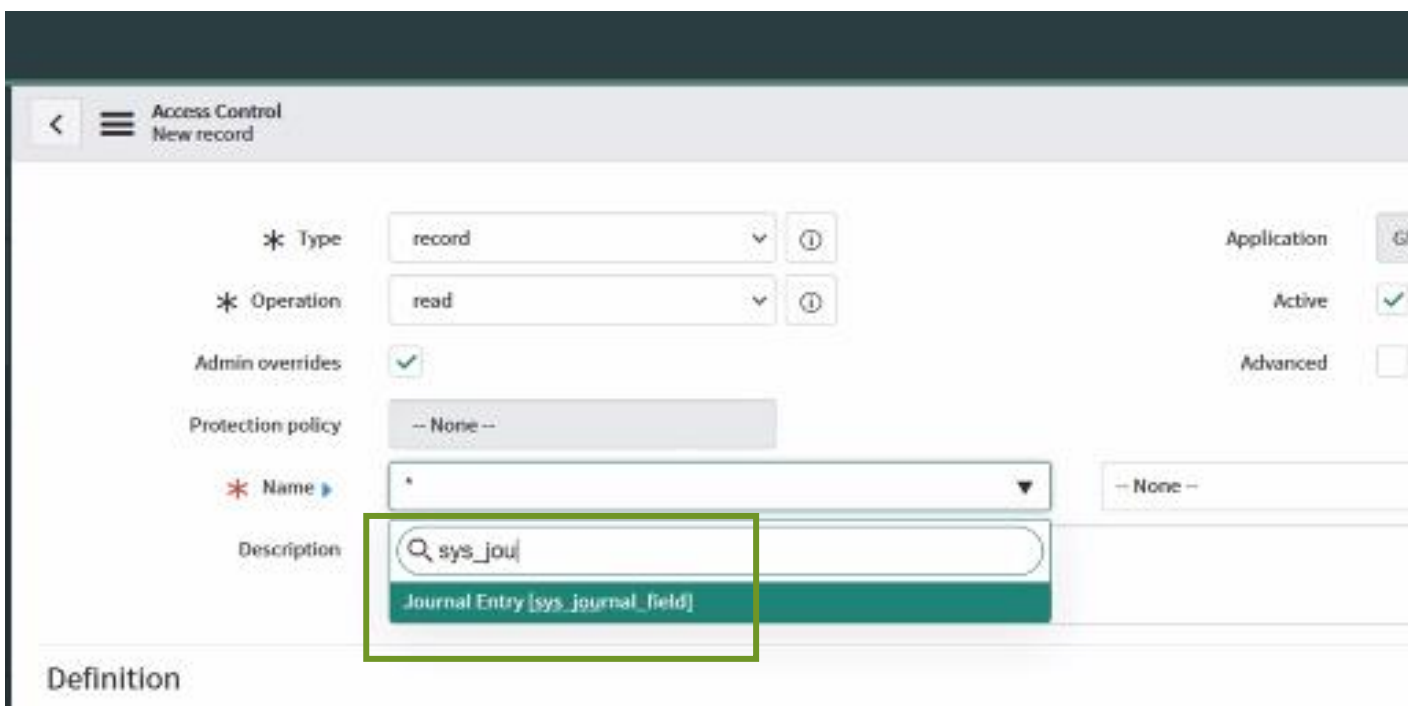 Access Control
New record
Type record Application
Operation read Active
Admin overrides Advanced
Protection policy -- None --
Name * -- None --
Description sys_jou
Journal Entry [sys_journal_field]
Definition